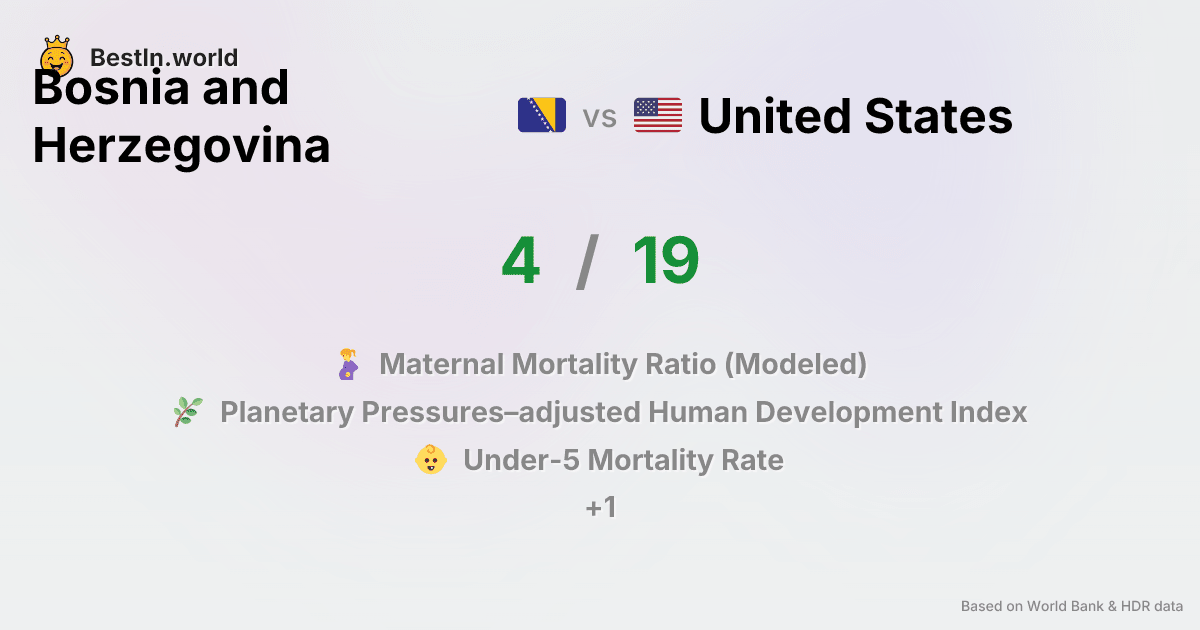 BestIn.world
Bosnia and
Herzegovina
vs
United States
4 / 19
Maternal Mortality Ratio (Modeled)
Planetary Pressures–adjusted Human Development Index
Under-5 Mortality Rate
+1
Based on World Bank & HDR data